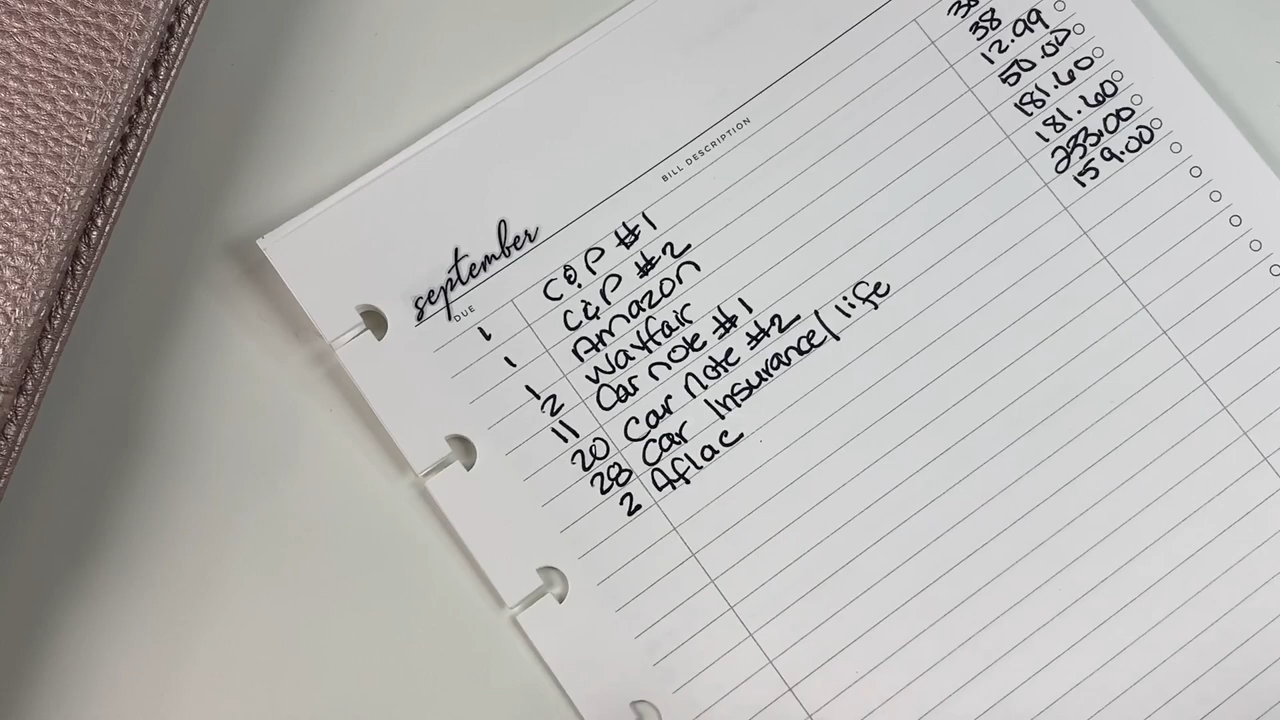 september
DUE BILL DESCRIPTION
1 C&P #1
1 C&P #2 38
1 Amazon 12.99
2 Wayfair 50.00
11 Car note #1 181.60
20 Car note #2 181.60
28 Car Insurance/life 233.00
2 Aflac 159.00